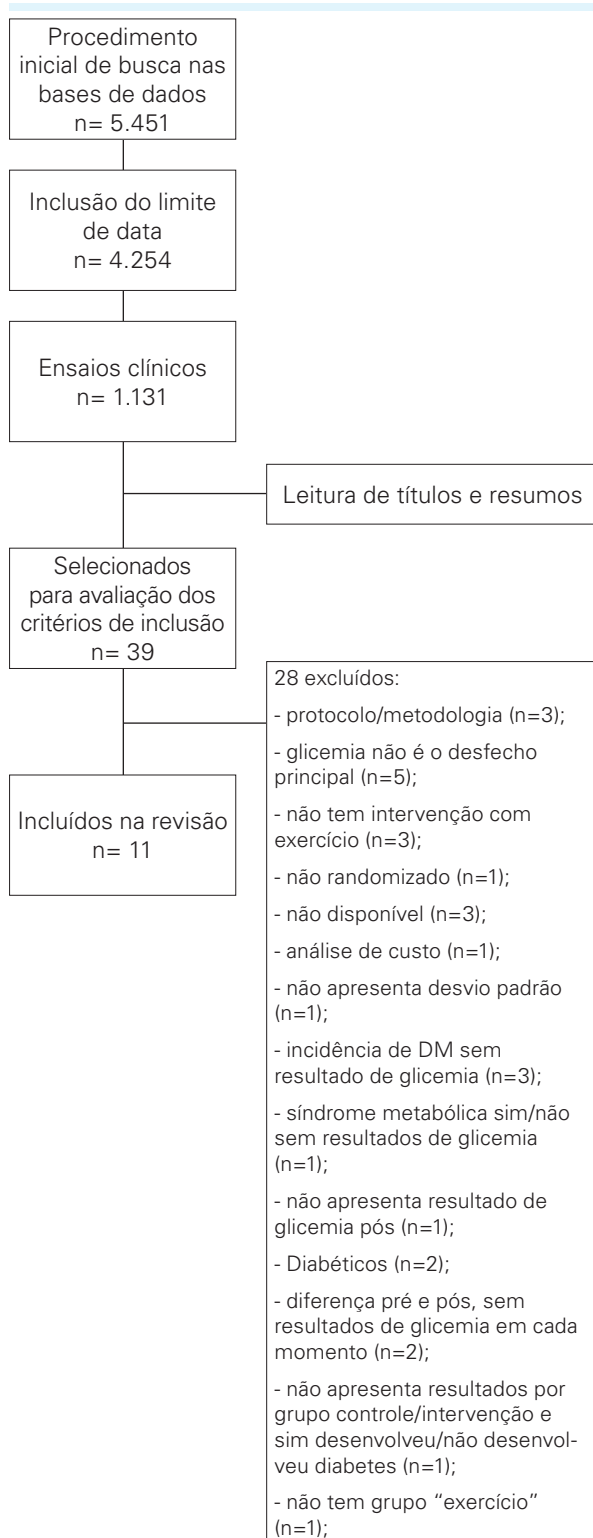 Procedimento
inicial de busca nas
bases de dados
n= 5.451
Inclusão do limite
de data
n= 4.254
Ensaios clínicos
n= 1.131
Leitura de títulos e resumos
Selecionados
para avaliação dos
critérios de inclusão
n= 39
28 excluídos:
- protocolo/metodologia (n=3);
- glicemia não é o desfecho
principal (n=5);
- não tem intervenção com
exercício (n=3);
- não randomizado (n=1);
- não disponível (n=3);
- análise de custo (n=1);
- não apresenta desvio padrão
(n=1);
- incidência de DM sem
resultado de glicemia (n=3);
- síndrome metabólica sim/não
sem resultados de glicemia
(n=1);
- não apresenta resultado de
glicemia pós (n=1);
- Diabéticos (n=2);
- diferença pré e pós, sem
resultados de glicemia em cada
momento (n=2);
- não apresenta resultados por
grupo controle/intervenção e
sim desenvolveu/não desenvol-
veu diabetes (n=1);
- não tem grupo “exercício”
(n=1);
Incluídos na revisão
n= 11